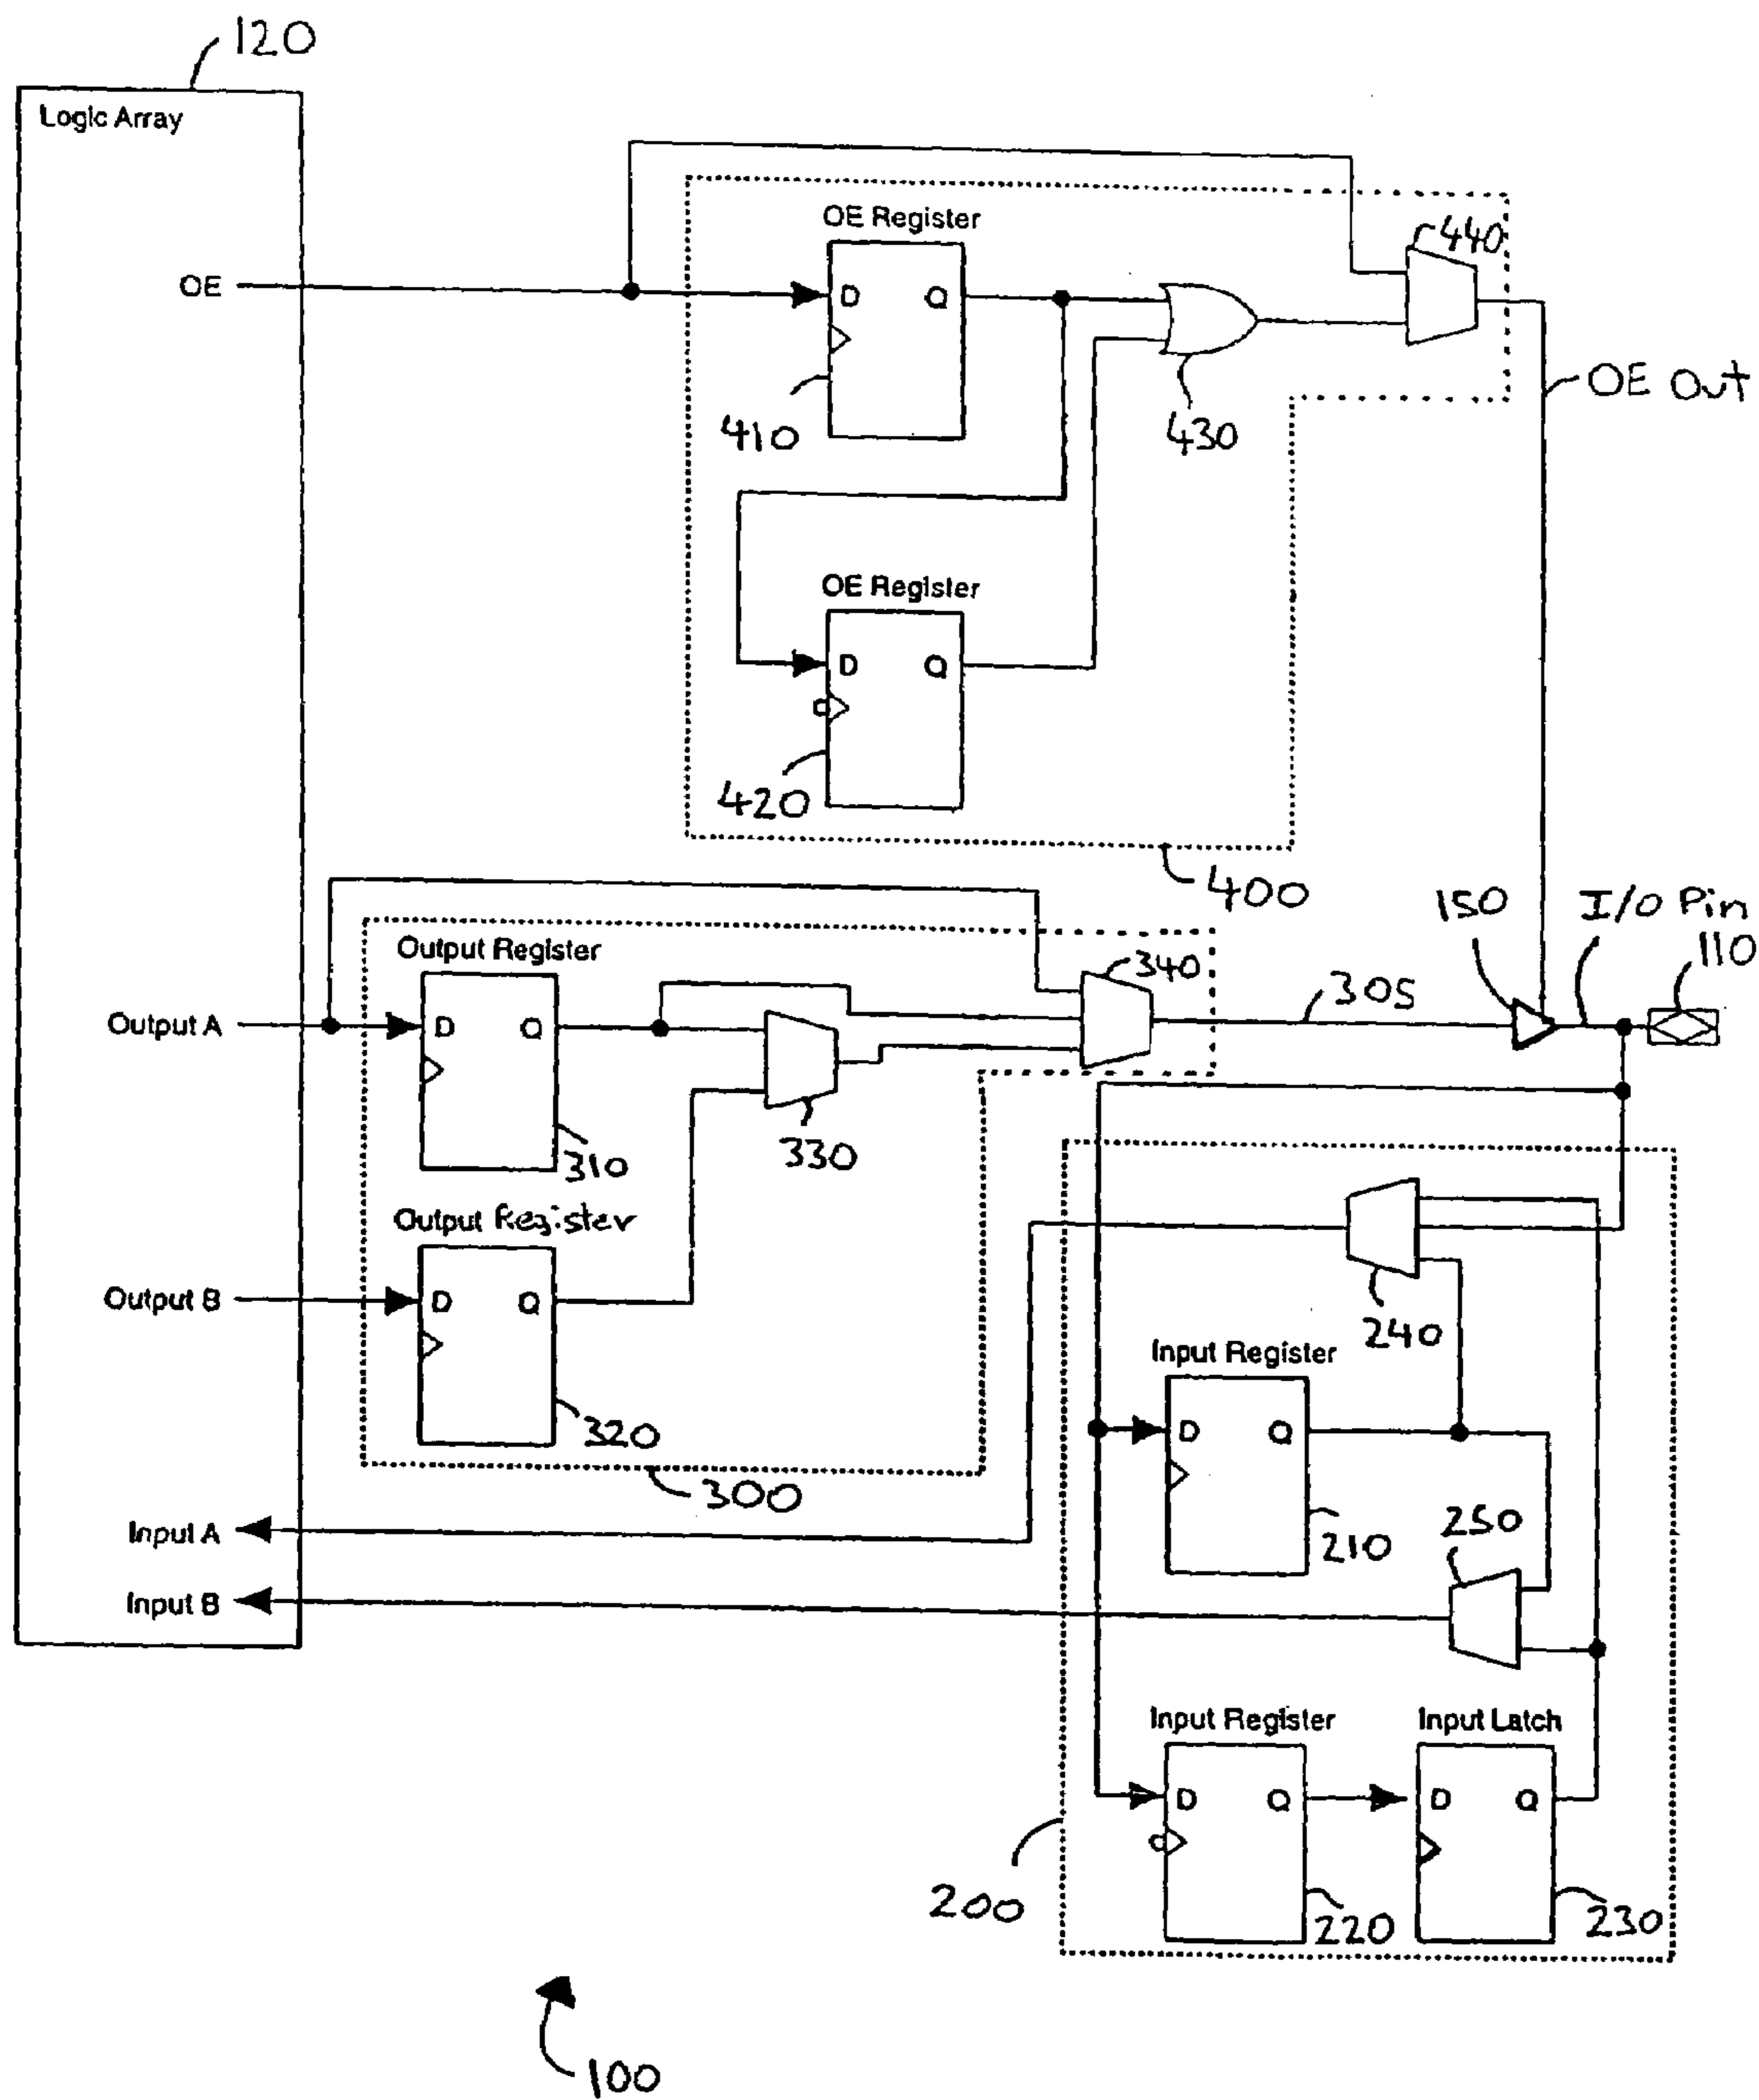 120
Logic Array
OE Register
440
OE
D Q
OE Out
410
430
OE Register
D Q
420
400
150
I/O Pin
110
Output Register
340
305
Output A
D Q
310
330
Output Register
Output B
D Q
240
Input Register
320
D Q
300
250
Input A
210
Input B
Input Register
Input Latch
D Q
D Q
200
220
230
100